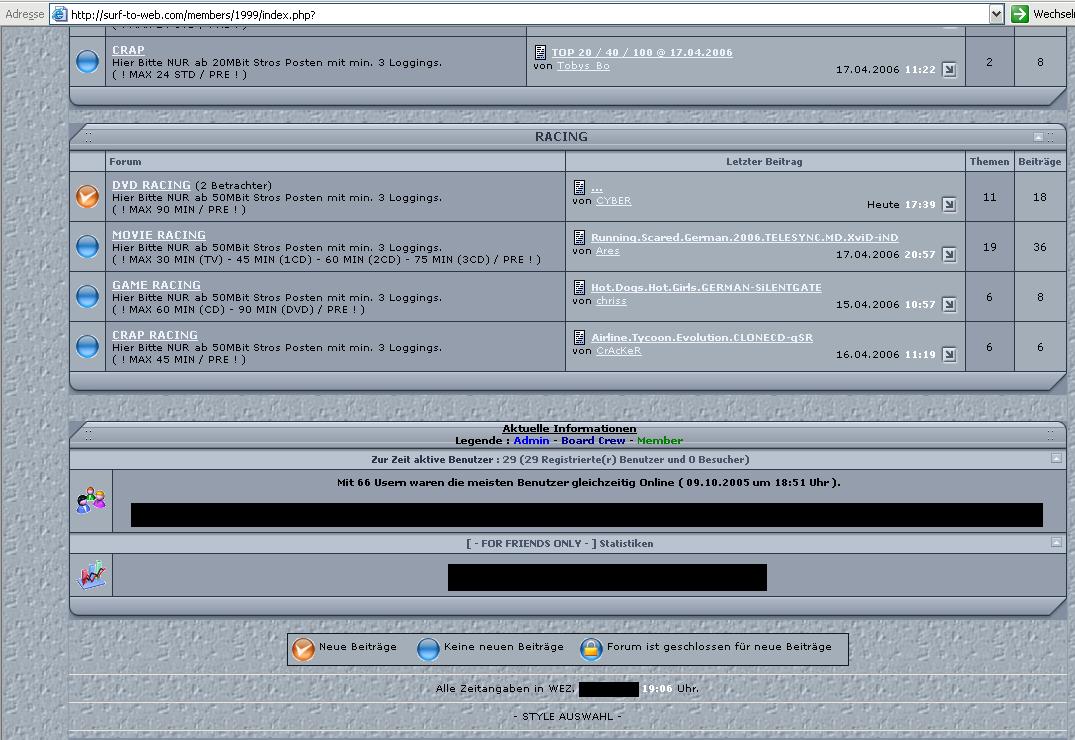 Adresse http://surf-to-web.com/members/1999/index.php? Wechseln
CRAP
Hier Bitte NUR ab 20MBit Stros Posten mit min. 3 Loggings.
( ! MAX 24 STD / PRE ! )
TOP 20 / 40 / 100 @ 17.04.2006
von Tobys_Bo
17.04.2006 11:22
2
8
RACING
Forum Letzter Beitrag Themen Beiträge
DVD RACING (2 Betrachter)
Hier Bitte NUR ab 50MBit Stros Posten mit min. 3 Loggings.
( ! MAX 90 MIN / PRE ! )
...
von CYBER
Heute 17:39
11
18
MOVIE RACING
Hier Bitte NUR ab 50MBit Stros Posten mit min. 3 Loggings.
( ! MAX 30 MIN (TV) - 45 MIN (1CD) - 60 MIN (2CD) - 75 MIN (3CD) / PRE ! )
Running.Scared.German.2006.TELESYNC.MD.XviD-iND
von Ares
17.04.2006 20:57
19
36
GAME RACING
Hier Bitte NUR ab 50MBit Stros Posten mit min. 3 Loggings.
( ! MAX 60 MIN (CD) - 90 MIN (DVD) / PRE ! )
Hot.Dogs.Hot.Girls.GERMAN-SiLENTGATE
von chriss
15.04.2006 10:57
6
8
CRAP RACING
Hier Bitte NUR ab 50MBit Stros Posten mit min. 3 Loggings.
( ! MAX 45 MIN / PRE ! )
Airline.Tycoon.Evolution.CLONECD-gSR
von CrAcKeR
16.04.2006 11:19
6
6
Aktuelle Informationen
Legende : Admin - Board Crew - Member
Zur Zeit aktive Benutzer : 29 (29 Registrierte(r) Benutzer und 0 Besucher)
Mit 66 Usern waren die meisten Benutzer gleichzeitig Online ( 09.10.2005 um 18:51 Uhr ).
[ - FOR FRIENDS ONLY - ] Statistiken
Neue Beiträge Keine neuen Beiträge Forum ist geschlossen für neue Beiträge
Alle Zeitangaben in WEZ. 19:06 Uhr.
- STYLE AUSWAHL -